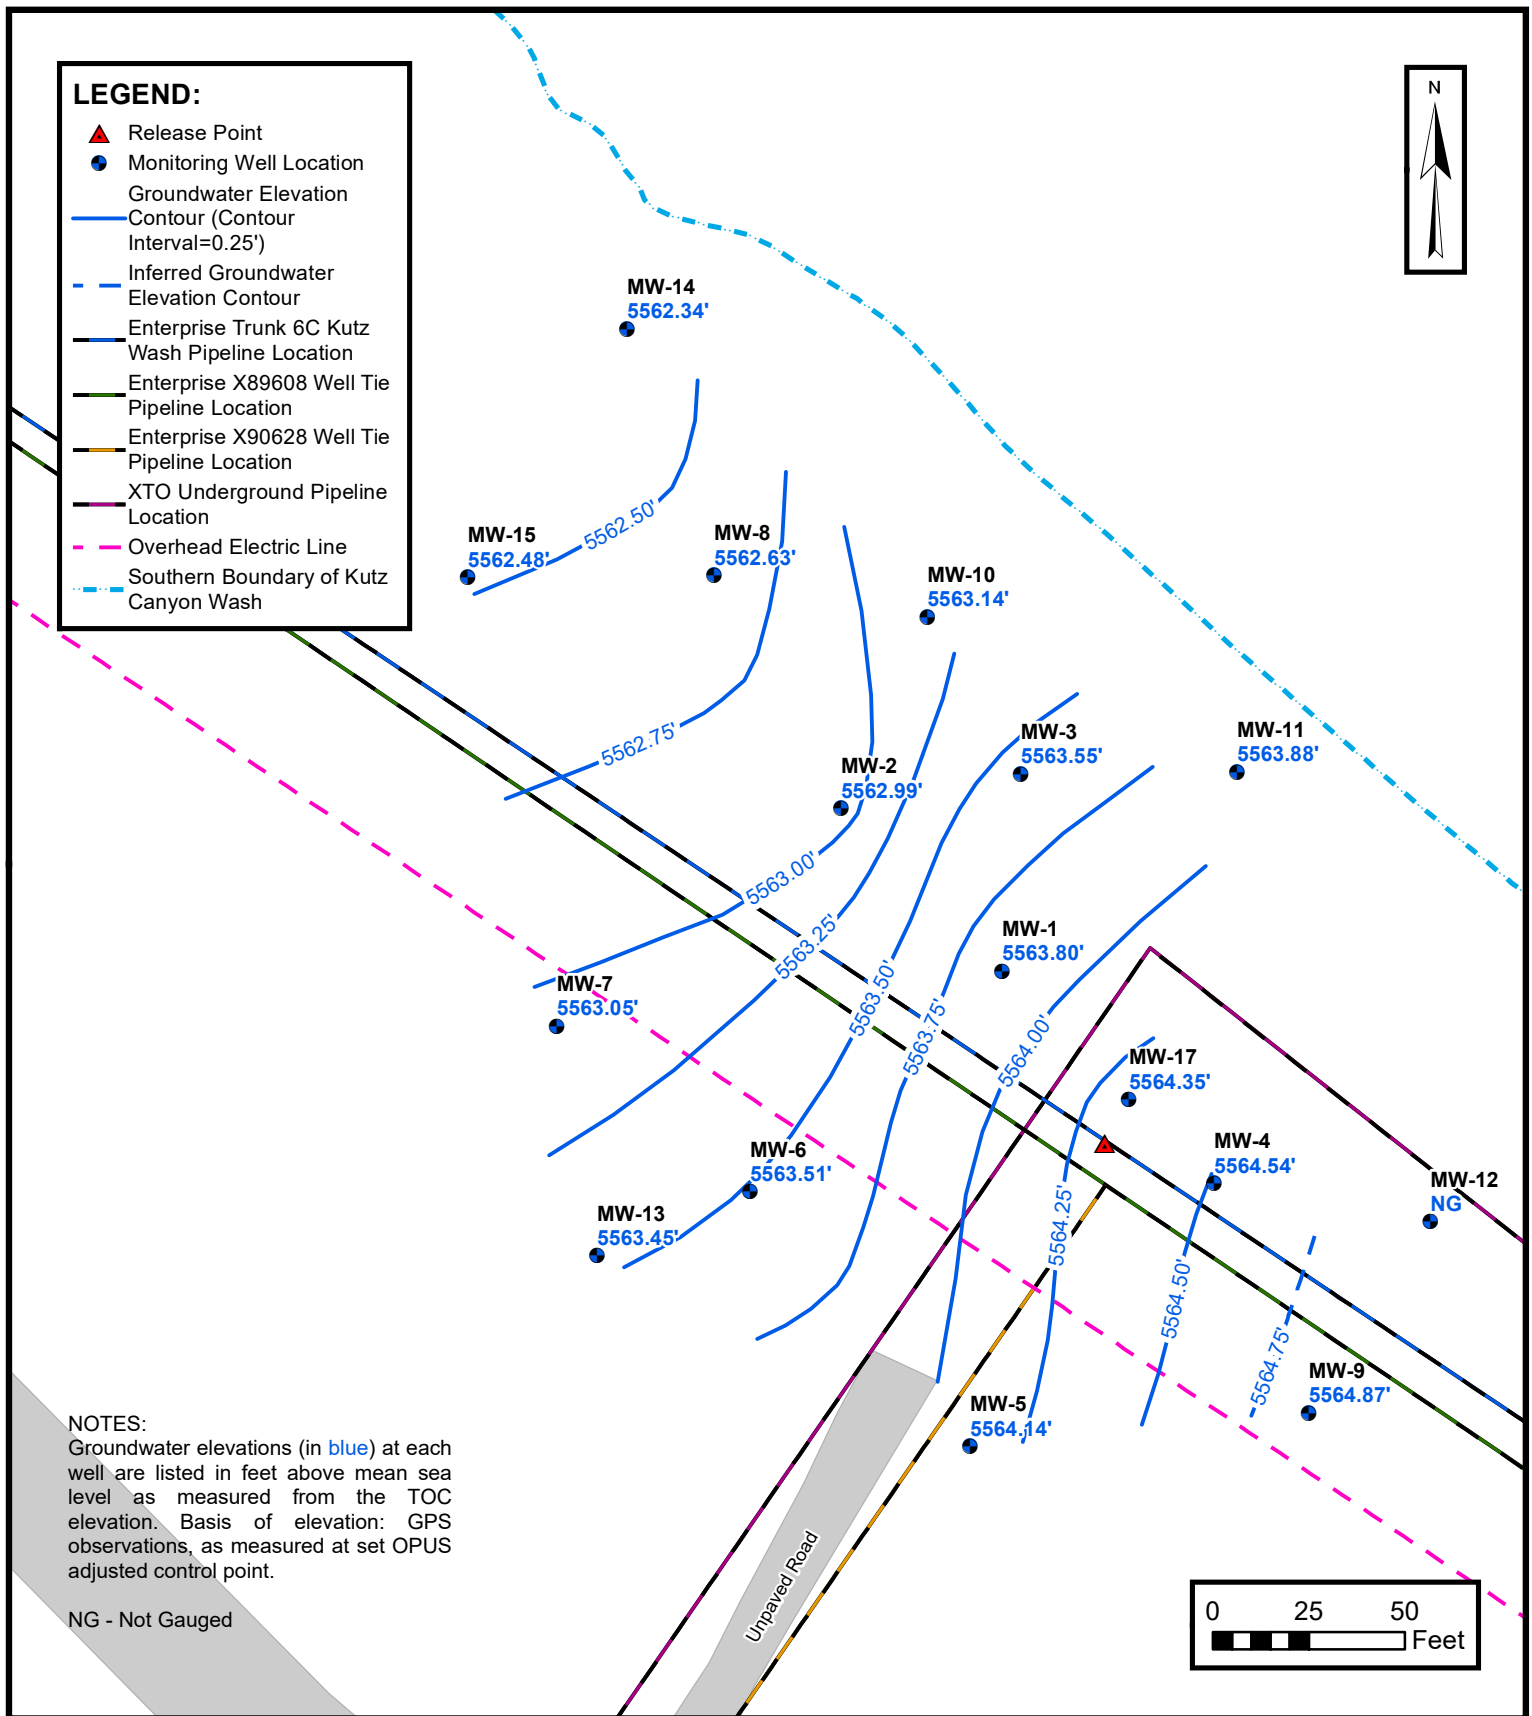 LEGEND:
Release Point
Monitoring Well Location
Groundwater Elevation
Contour (Contour
Interval=0.25')
Inferred Groundwater
Elevation Contour
Enterprise Trunk 6C Kutz
Wash Pipeline Location
Enterprise X89608 Well Tie
Pipeline Location
Enterprise X90628 Well Tie
Pipeline Location
XTO Underground Pipeline
Location
Overhead Electric Line
Southern Boundary of Kutz
Canyon Wash
N
MW-14
5562.34'
5562.50'
MW-15
5562.48'
MW-8
5562.63'
MW-10
5563.14'
5562.75'
MW-3
5563.55'
MW-11
5563.88'
MW-2
5562.99'
5563.00'
5563.25'
MW-1
5563.80'
MW-7
5563.05'
5563.50'
5563.75'
5564.00'
MW-17
5564.35'
MW-6
5563.51'
MW-4
5564.54'
MW-12
NG
MW-13
5563.45'
5564.25'
5564.50'
5564.75'
MW-9
5564.87'
MW-5
5564.14'
NOTES:
Groundwater elevations (in blue) at each
well are listed in feet above mean sea
level as measured from the TOC
elevation. Basis of elevation: GPS
observations, as measured at set OPUS
adjusted control point.
NG - Not Gauged
Unpaved Road
0 25 50
Feet